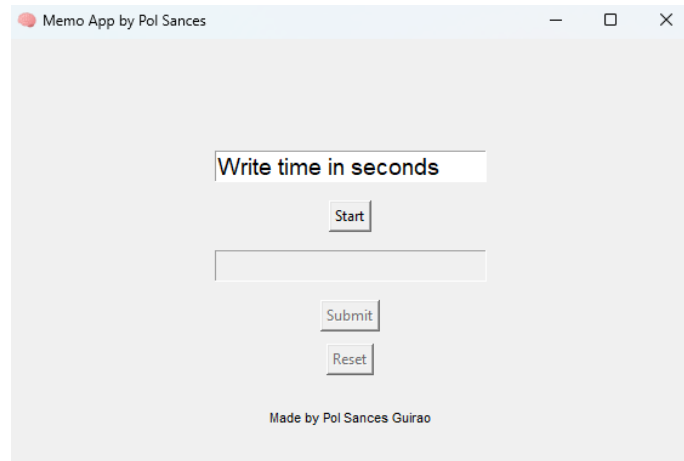 Memo App by Pol Sances
Write time in seconds
Start
Submit
Reset
Made by Pol Sances Guirao